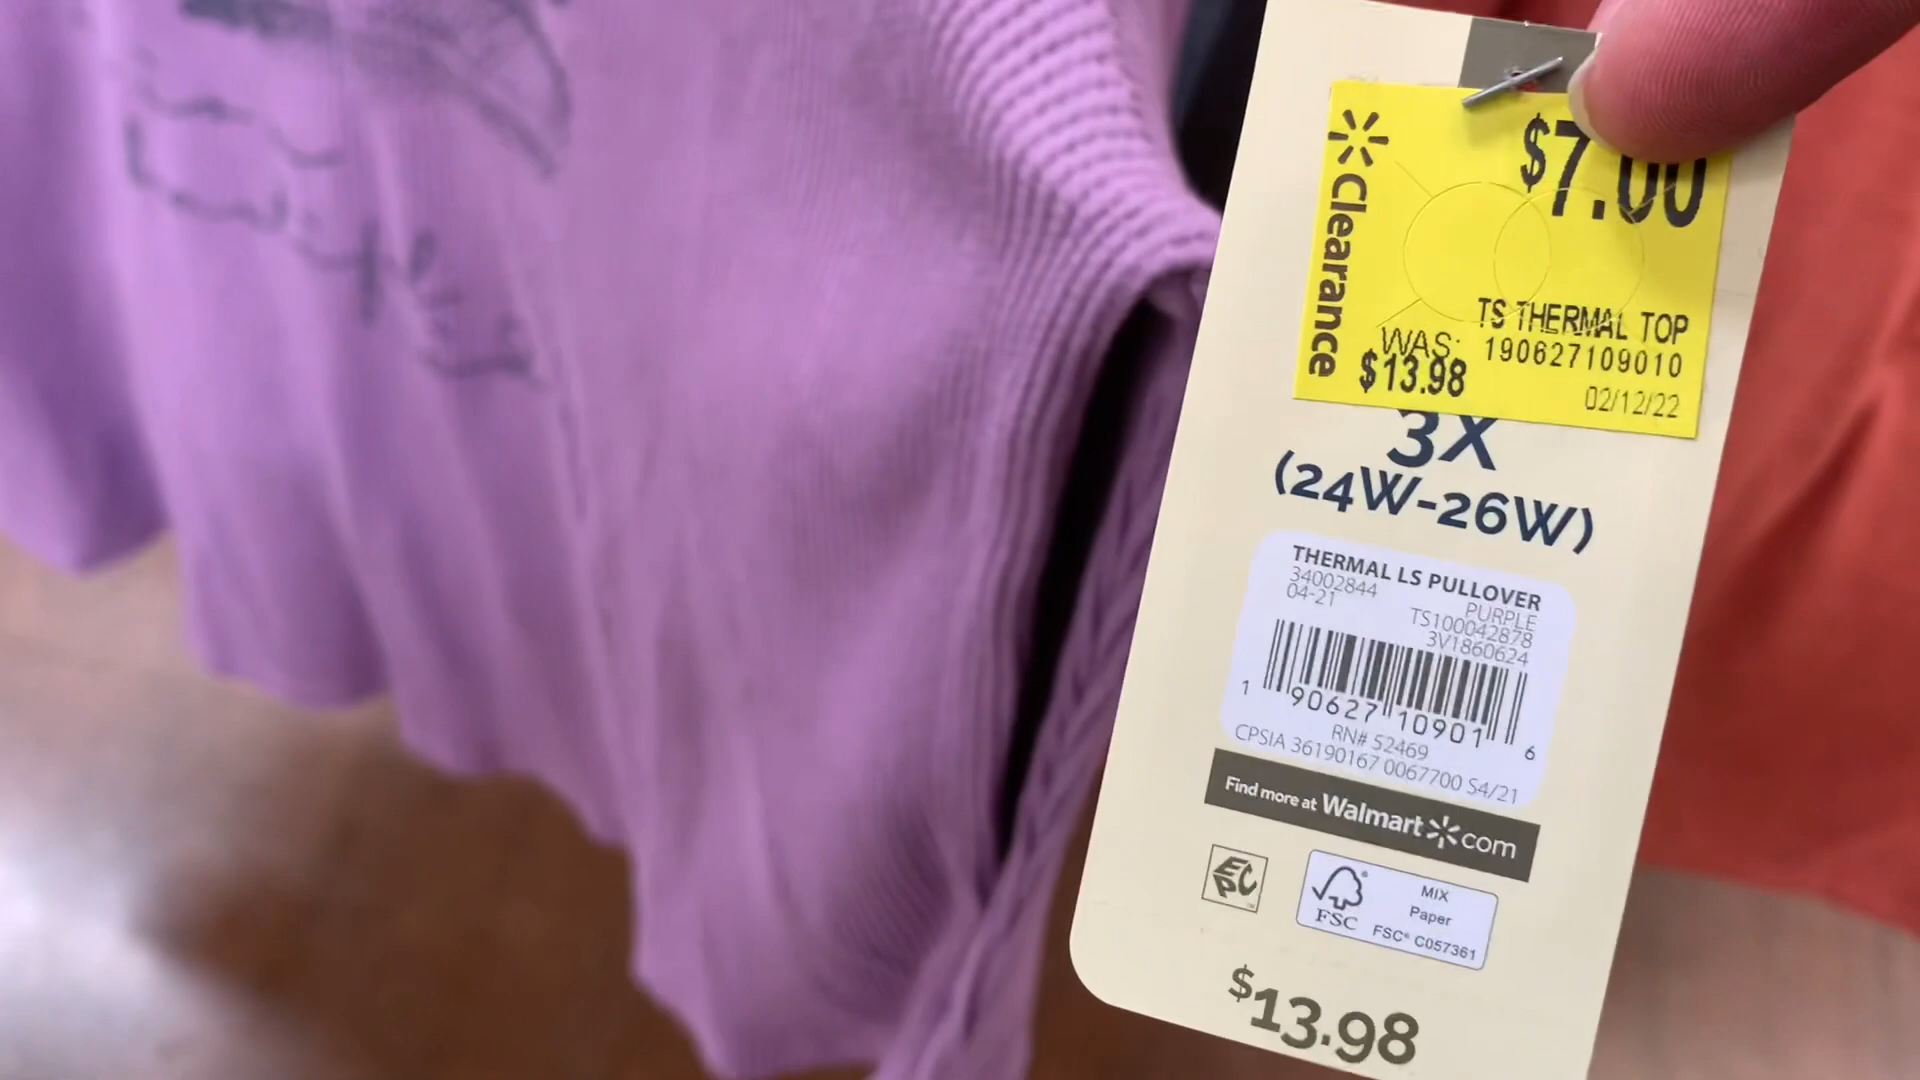 $7.00
Clearance
TS THERMAL TOP
WAS: 190627109010
$13.98
02/12/22
3X
(24W-26W)
THERMAL LS PULLOVER
34002844
PURPLE
04-21
TS100042878
3V1860624
1 90627 10901 6
RN# 52469
CPSIA 36190167 0067700 S4/21
Find more at Walmart com
EPC
FSC
MIX
Paper
FSC® C057361
$13.98